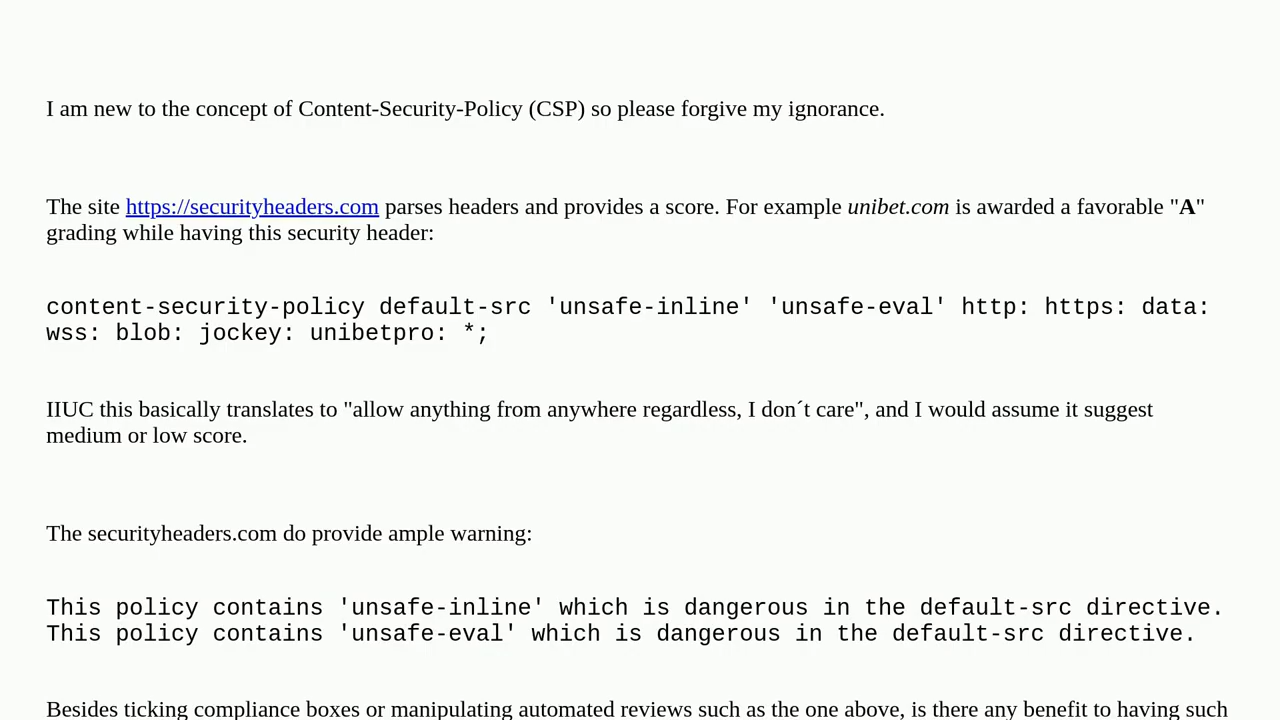 I am new to the concept of Content-Security-Policy (CSP) so please forgive my ignorance.
The site https://securityheaders.com parses headers and provides a score. For example unibet.com is awarded a favorable "A"
grading while having this security header:
content-security-policy default-src 'unsafe-inline' 'unsafe-eval' http: https: data:
wss: blob: jockey: unibetpro: *;
IIUC this basically translates to "allow anything from anywhere regardless, I don´t care", and I would assume it suggest
medium or low score.
The securityheaders.com do provide ample warning:
This policy contains 'unsafe-inline' which is dangerous in the default-src directive.
This policy contains 'unsafe-eval' which is dangerous in the default-src directive.
Besides ticking compliance boxes or manipulating automated reviews such as the one above, is there any benefit to having such